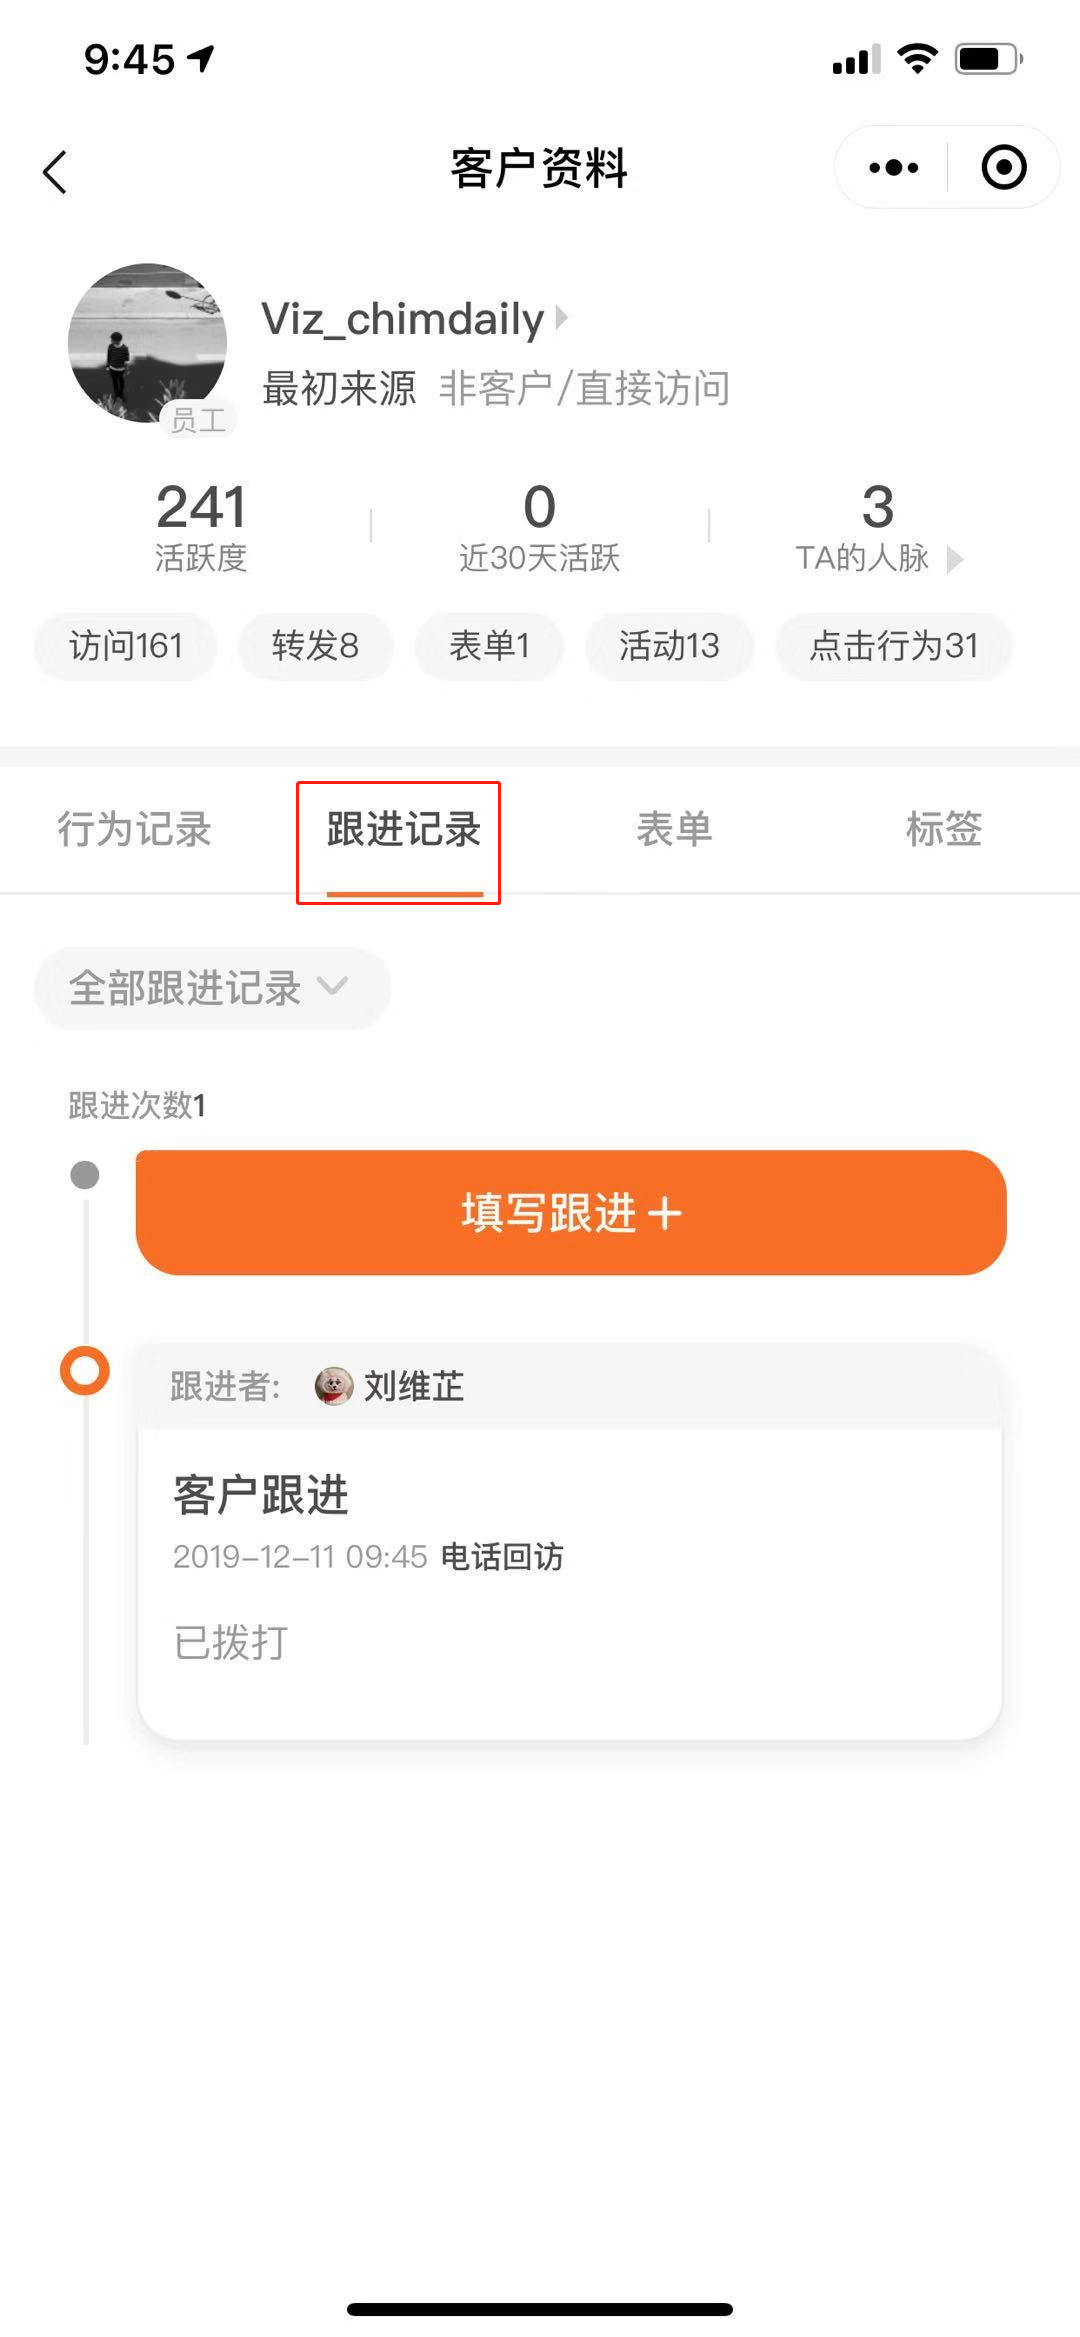 9:45
客户资料
Viz_chimdaily
最初来源 非客户/直接访问
员工
241 0 3
活跃度 近30天活跃 TA的人脉
访问161 转发8 表单1 活动13 点击行为31
行为记录 跟进记录 表单 标签
全部跟进记录
跟进次数1
填写跟进+
跟进者: 刘维芷
客户跟进
2019-12-11 09:45 电话回访
已拨打